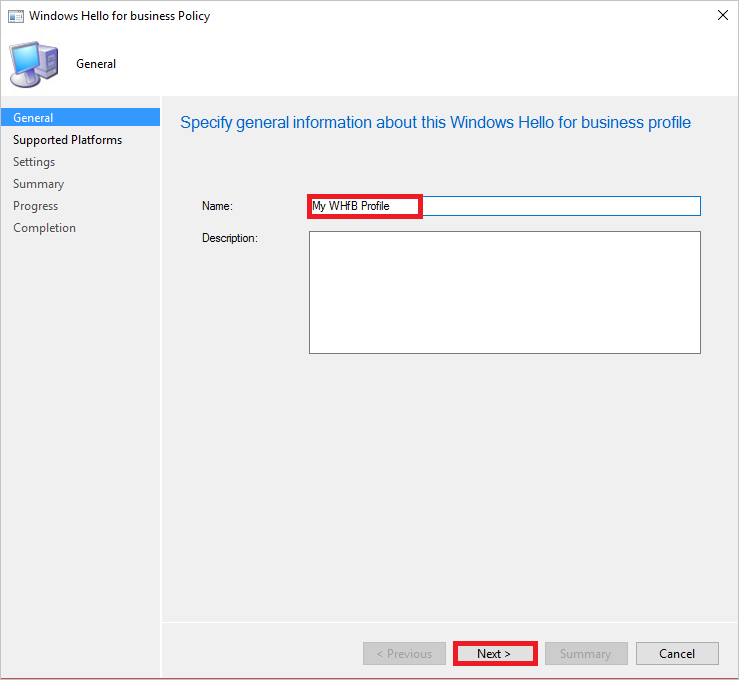 Windows Hello for business Policy
General
General
Supported Platforms
Settings
Summary
Progress
Completion
Specify general information about this Windows Hello for business profile
Name:
My WHfB Profile
Description:
< Previous
Next >
Summary
Cancel